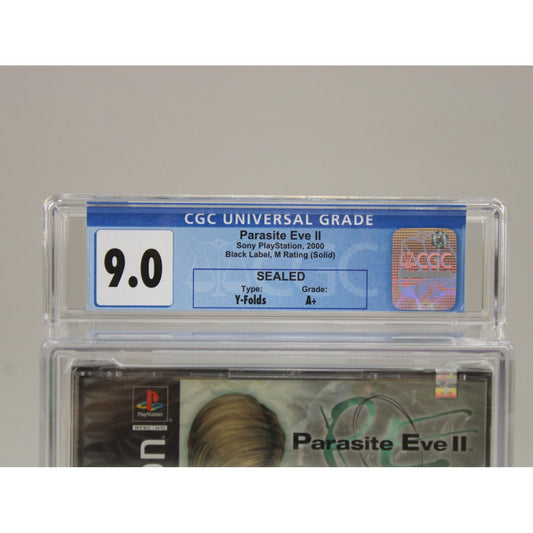 CGC UNIVERSAL GRADE
9.0
Parasite Eve II
Sony PlayStation, 2000
Black Label, M Rating (Solid)
SEALED
Type: Grade:
Y-Folds A+
CGC
PlayStation
NTSC U/C
Parasite Eve II